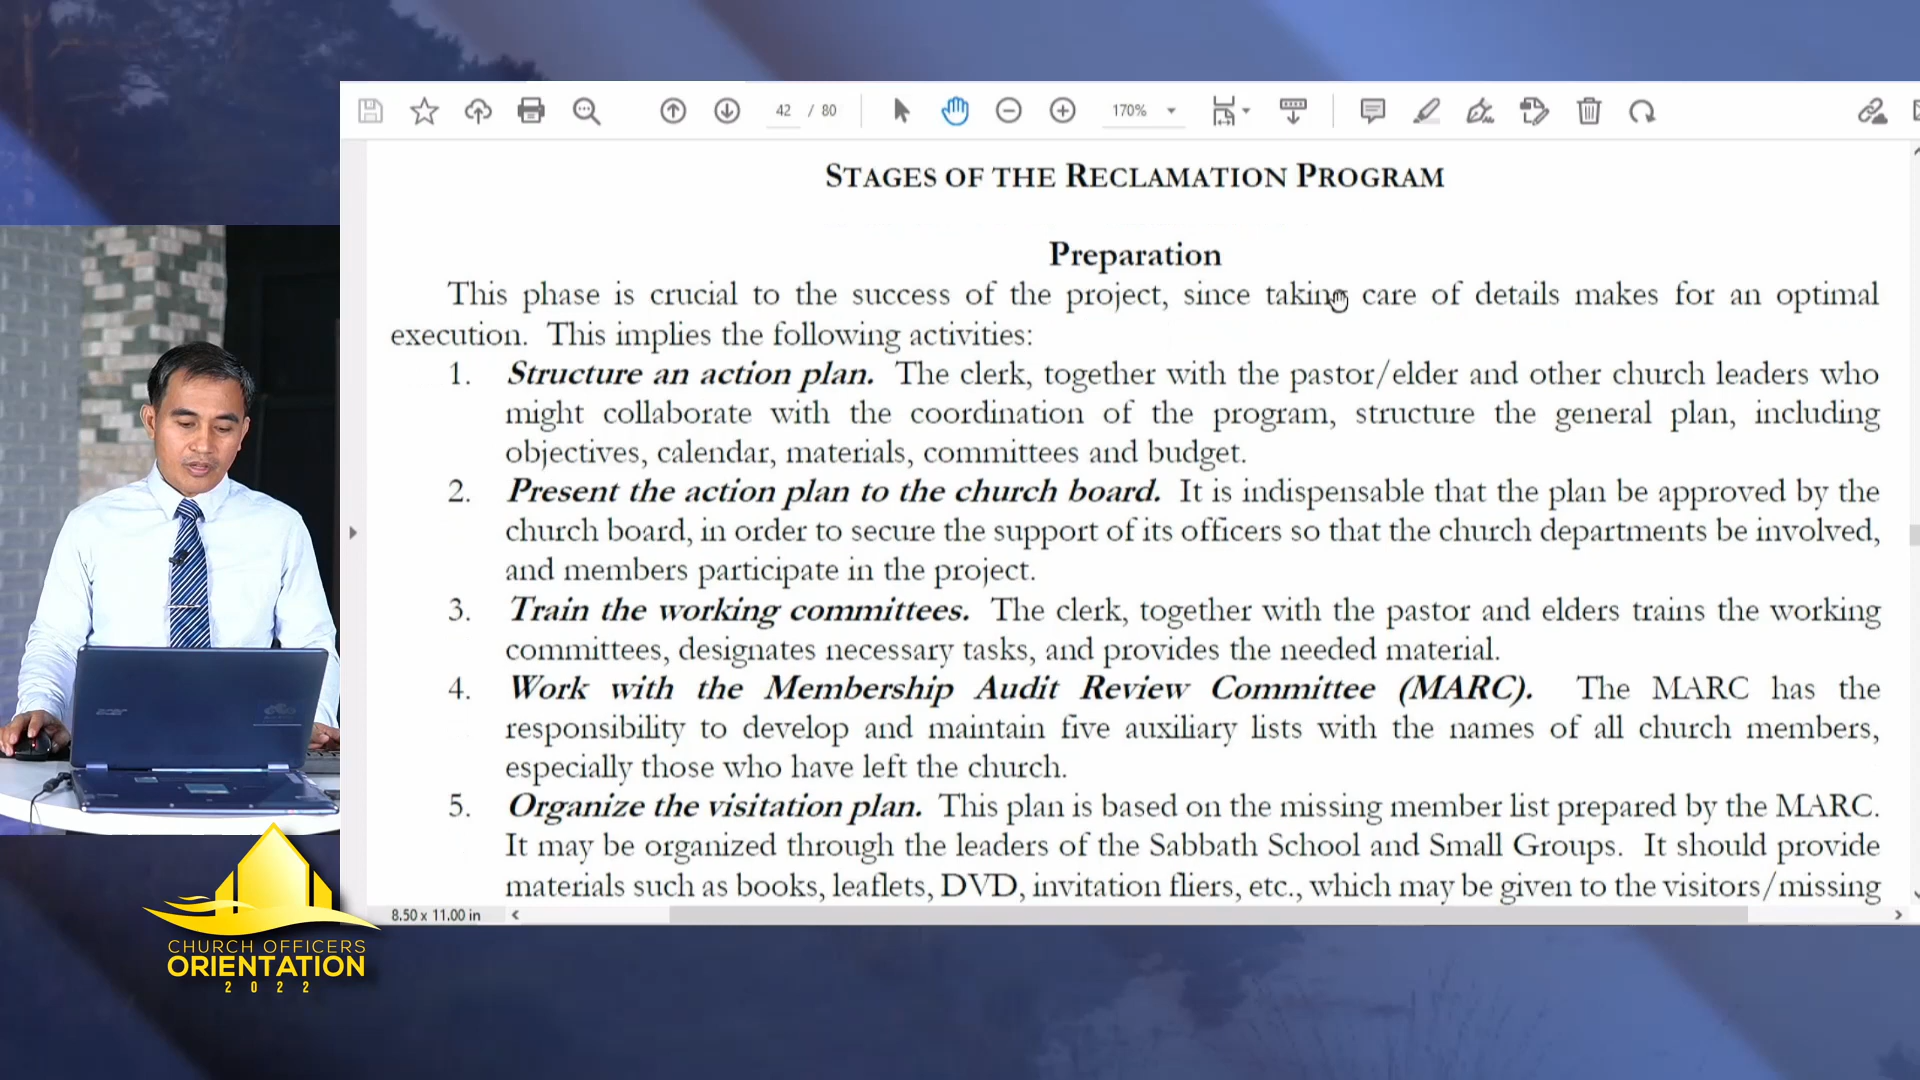 42 / 80
170%
STAGES OF THE RECLAMATION PROGRAM
Preparation
This phase is crucial to the success of the project, since taking care of details makes for an optimal
execution. This implies the following activities:
1. Structure an action plan. The clerk, together with the pastor/elder and other church leaders who
might collaborate with the coordination of the program, structure the general plan, including
objectives, calendar, materials, committees and budget.
2. Present the action plan to the church board. It is indispensable that the plan be approved by the
church board, in order to secure the support of its officers so that the church departments be involved,
and members participate in the project.
3. Train the working committees. The clerk, together with the pastor and elders trains the working
committees, designates necessary tasks, and provides the needed material.
4. Work with the Membership Audit Review Committee (MARC). The MARC has the
responsibility to develop and maintain five auxiliary lists with the names of all church members,
especially those who have left the church.
5. Organize the visitation plan. This plan is based on the missing member list prepared by the MARC.
It may be organized through the leaders of the Sabbath School and Small Groups. It should provide
materials such as books, leaflets, DVD, invitation fliers, etc., which may be given to the visitors/missing
8.50 x 11.00 in
CHURCH OFFICERS
ORIENTATION
2022